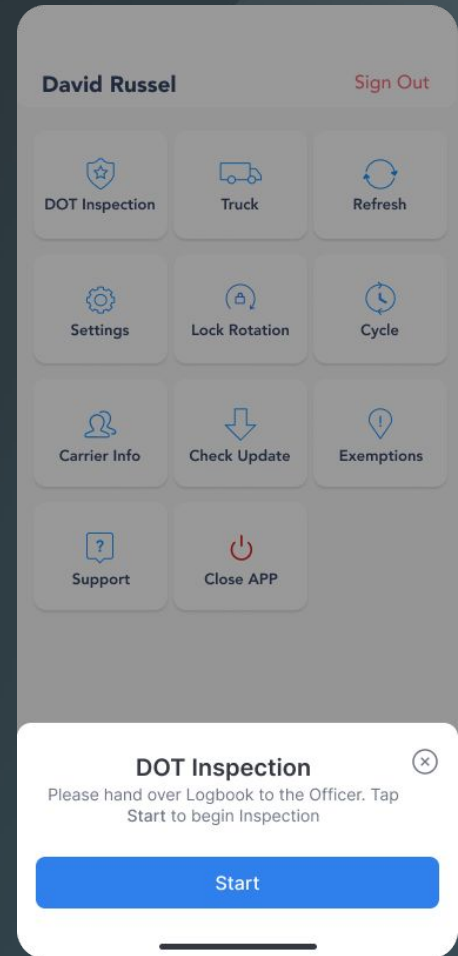 David Russel
Sign Out
DOT Inspection
Truck
Refresh
Settings
Lock Rotation
Cycle
Carrier Info
Check Update
Exemptions
Support
Close APP
DOT Inspection
Please hand over Logbook to the Officer. Tap
Start to begin Inspection
Start